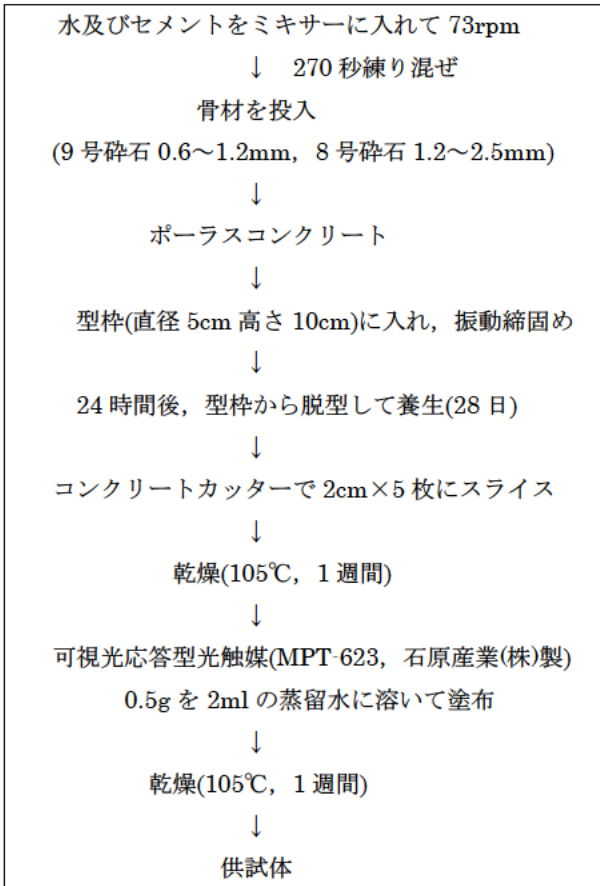 水及びセメントをミキサーに入れて 73rpm
↓ 270 秒練り混ぜ
骨材を投入
(9 号砕石 0.6～1.2mm，8 号砕石 1.2～2.5mm)
↓
ポーラスコンクリート
↓
型枠(直径 5cm 高さ 10cm)に入れ，振動締固め
↓
24 時間後，型枠から脱型して養生(28 日)
↓
コンクリートカッターで 2cm×5 枚にスライス
↓
乾燥(105℃，1 週間)
↓
可視光応答型光触媒(MPT-623，石原産業(株)製)
0.5g を 2ml の蒸留水に溶いて塗布
↓
乾燥(105℃，1 週間)
↓
供試体